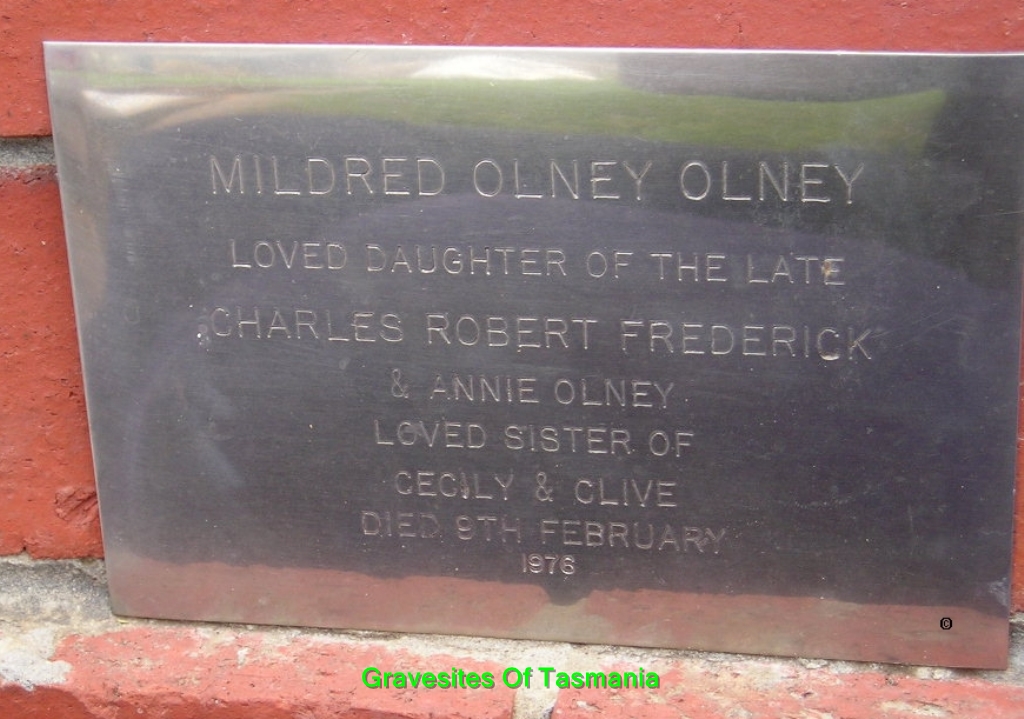 MILDRED OLNEY OLNEY
LOVED DAUGHTER OF THE LATE
CHARLES ROBERT FREDERICK
& ANNIE OLNEY
LOVED SISTER OF
CECILY & CLIVE
DIED 9TH FEBRUARY
1976
©
Gravesites Of Tasmania